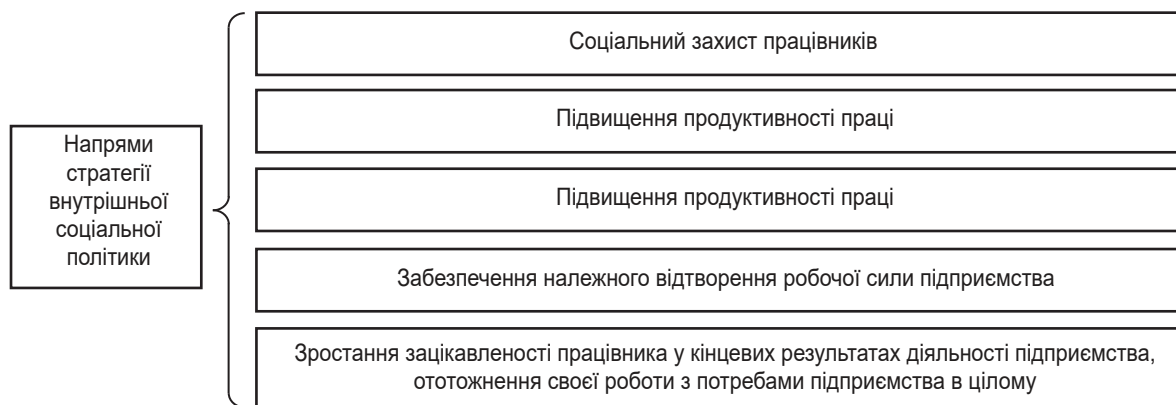 Напрями
стратегії
внутрішньої
соціальної
політики
Соціальний захист працівників
Підвищення продуктивності праці
Підвищення продуктивності праці
Забезпечення належного відтворення робочої сили підприємства
Зростання зацікавленості працівника у кінцевих результатах діяльності підприємства,
ототожнення своєї роботи з потребами підприємства в цілому